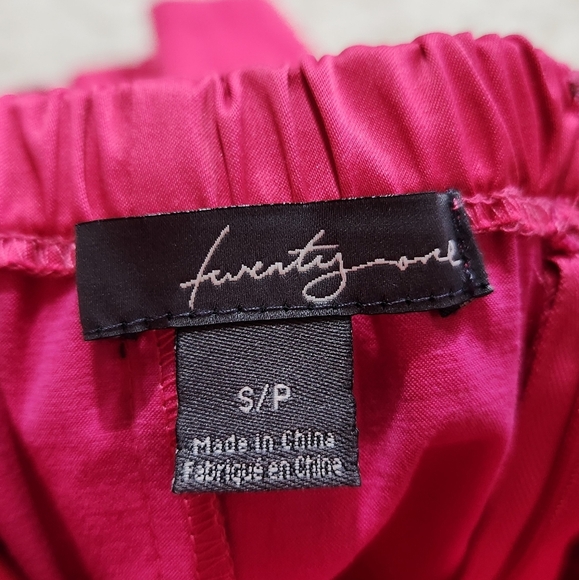 twenty one
S/P
Made in China
Fabriqué en Chine